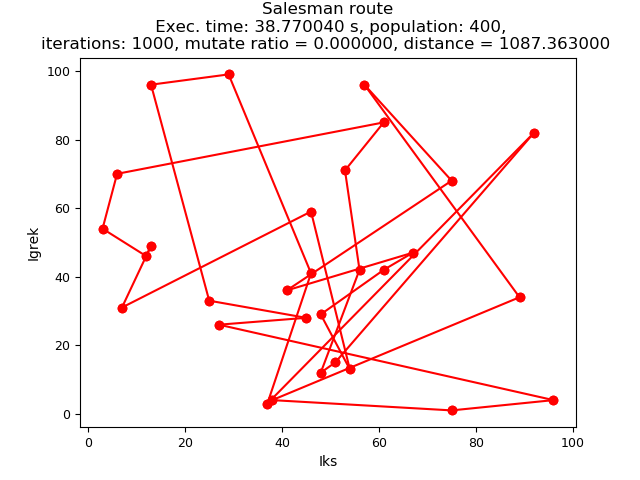 Salesman route
Exec. time: 38.770040 s, population: 400,
iterations: 1000, mutate ratio = 0.000000, distance = 1087.363000
100
80
60
40
20
0
Igrek
0 20 40 60 80 100
Iks